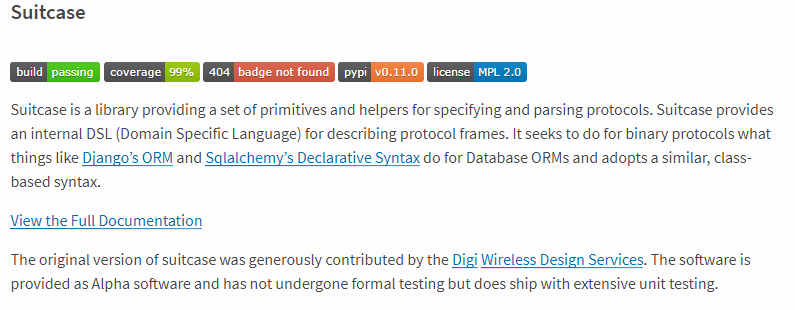 Suitcase
build passing coverage 99% 404 badge not found pypi v0.11.0 license MPL 2.0
Suitcase is a library providing a set of primitives and helpers for specifying and parsing protocols. Suitcase provides
an internal DSL (Domain Specific Language) for describing protocol frames. It seeks to do for binary protocols what
things like Django’s ORM and Sqlalchemy’s Declarative Syntax do for Database ORMs and adopts a similar, class-
based syntax.
View the Full Documentation
The original version of suitcase was generously contributed by the Digi Wireless Design Services. The software is
provided as Alpha software and has not undergone formal testing but does ship with extensive unit testing.